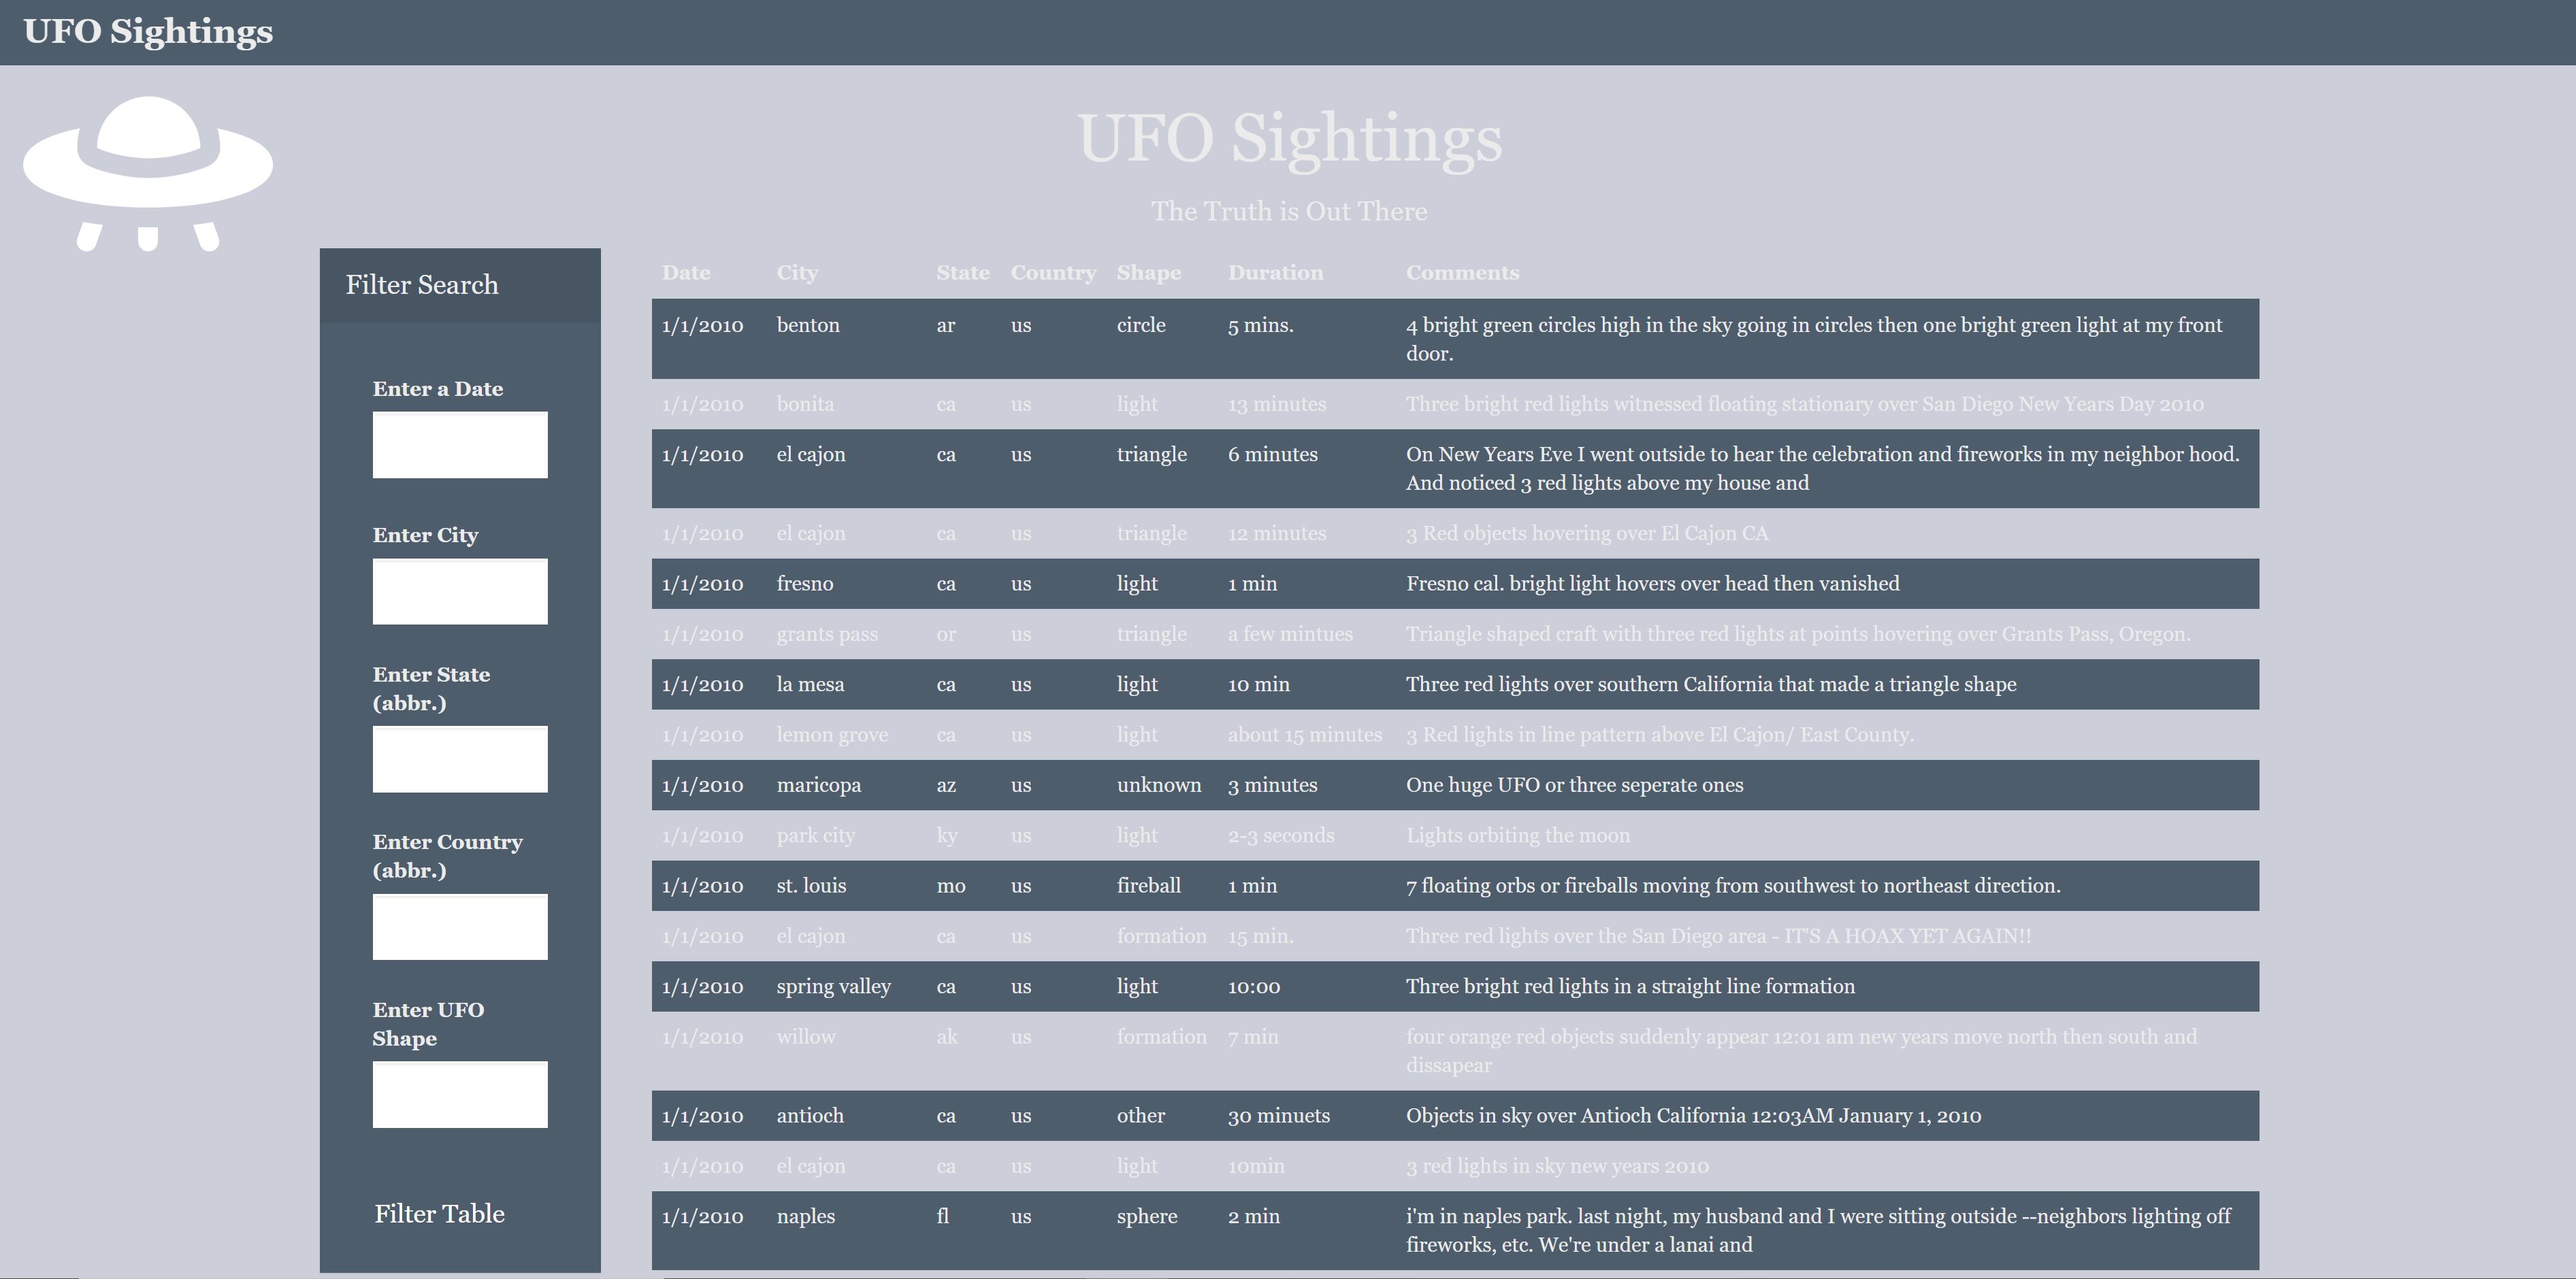 UFO Sightings
UFO Sightings
The Truth is Out There
Filter Search
Enter a Date
Enter City
Enter State
(abbr.)
Enter Country
(abbr.)
Enter UFO
Shape
Filter Table
Date City State Country Shape Duration Comments
1/1/2010 benton ar us circle 5 mins. 4 bright green circles high in the sky going in circles then one bright green light at my front
door.
1/1/2010 bonita ca us light 13 minutes Three bright red lights witnessed floating stationary over San Diego New Years Day 2010
1/1/2010 el cajon ca us triangle 6 minutes On New Years Eve I went outside to hear the celebration and fireworks in my neighbor hood.
And noticed 3 red lights above my house and
1/1/2010 el cajon ca us triangle 12 minutes 3 Red objects hovering over El Cajon CA
1/1/2010 fresno ca us light 1 min Fresno cal. bright light hovers over head then vanished
1/1/2010 grants pass or us triangle a few mintues Triangle shaped craft with three red lights at points hovering over Grants Pass, Oregon.
1/1/2010 la mesa ca us light 10 min Three red lights over southern California that made a triangle shape
1/1/2010 lemon grove ca us light about 15 minutes 3 Red lights in line pattern above El Cajon/ East County.
1/1/2010 maricopa az us unknown 3 minutes One huge UFO or three seperate ones
1/1/2010 park city ky us light 2-3 seconds Lights orbiting the moon
1/1/2010 st. louis mo us fireball 1 min 7 floating orbs or fireballs moving from southwest to northeast direction.
1/1/2010 el cajon ca us formation 15 min. Three red lights over the San Diego area - IT'S A HOAX YET AGAIN!!
1/1/2010 spring valley ca us light 10:00 Three bright red lights in a straight line formation
1/1/2010 willow ak us formation 7 min four orange red objects suddenly appear 12:01 am new years move north then south and
dissapear
1/1/2010 antioch ca us other 30 minuets Objects in sky over Antioch California 12:03AM January 1, 2010
1/1/2010 el cajon ca us light 10min 3 red lights in sky new years 2010
1/1/2010 naples fl us sphere 2 min i'm in naples park. last night, my husband and I were sitting outside --neighbors lighting off
fireworks, etc. We're under a lanai and